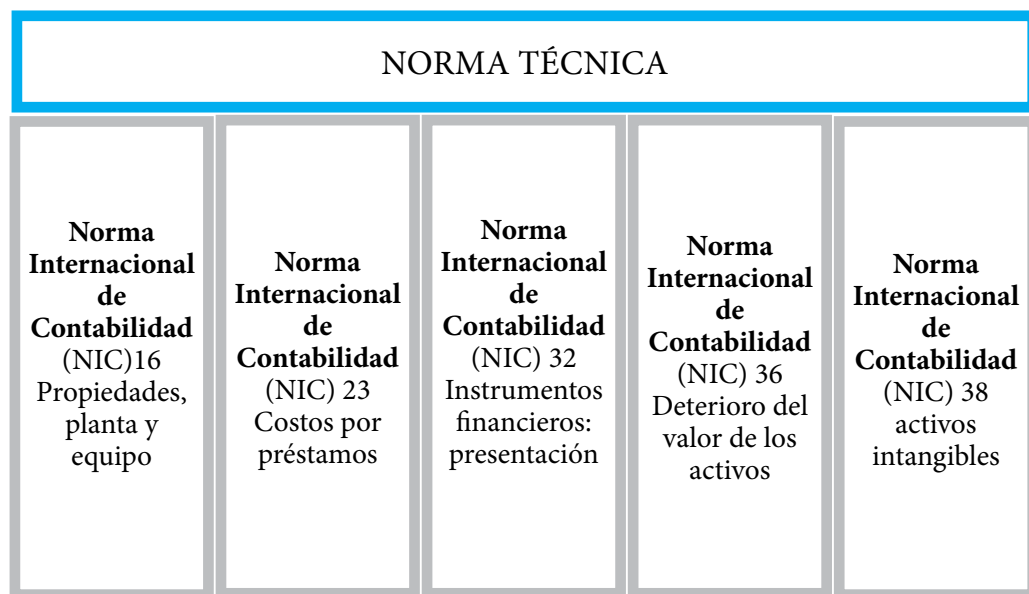 NORMA TÉCNICA
Norma
Internacional
de
Contabilidad
(NIC)16
Propiedades,
planta y
equipo
Norma
Internacional
de
Contabilidad
(NIC) 23
Costos por
préstamos
Norma
Internacional
de
Contabilidad
(NIC) 32
Instrumentos
financieros:
presentación
Norma
Internacional
de
Contabilidad
(NIC) 36
Deterioro del
valor de los
activos
Norma
Internacional
de
Contabilidad
(NIC) 38
activos
intangibles